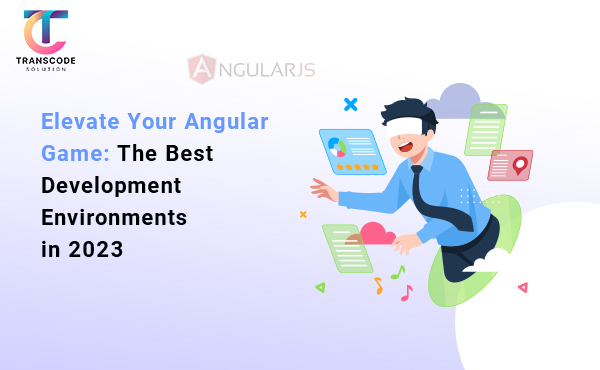 TRANSCODE
SOLUTION
ANGULARJS
Elevate Your Angular
Game: The Best
Development
Environments
in 2023